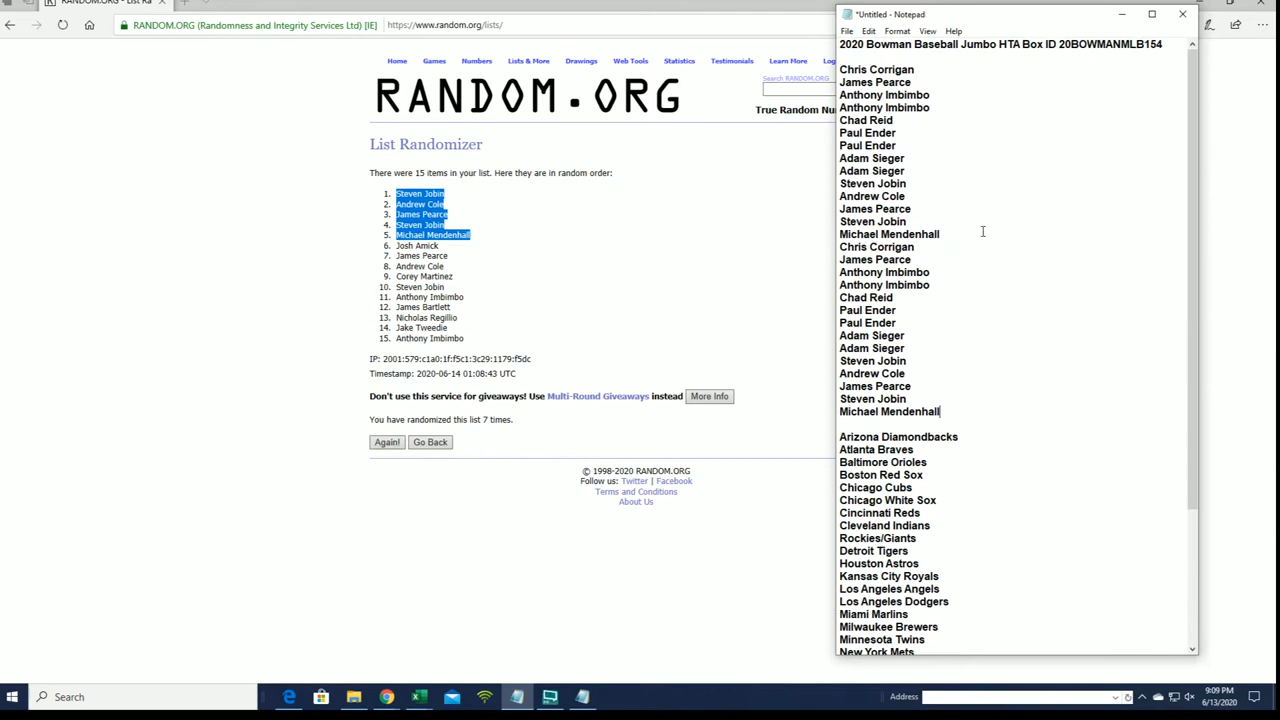 RANDOM.ORG - List Ra
RANDOM.ORG (Randomness and Integrity Services Ltd) [IE]
https://www.random.org/lists/
Home Games Numbers Lists & More Drawings Web Tools Statistics Testimonials Learn More
Search RANDOM.ORG
RANDOM.ORG
List Randomizer
There were 15 items in your list. Here they are in random order:
1. Steven Jobin
2. Andrew Cole
3. James Pearce
4. Steven Jobin
5. Michael Mendenhall
6. Josh Amick
7. James Pearce
8. Andrew Cole
9. Corey Martinez
10. Steven Jobin
11. Anthony Imbimbo
12. James Bartlett
13. Nicholas Regillio
14. Jake Tweedie
15. Anthony Imbimbo
IP: 2001:579:c1a0:1f:f5c1:3c29:1179:f5dc
Timestamp: 2020-06-14 01:08:43 UTC
Don't use this service for giveaways! Use Multi-Round Giveaways instead More Info
You have randomized this list 7 times.
Again! Go Back
© 1998-2020 RANDOM.ORG
Follow us: Twitter | Facebook
Terms and Conditions
About Us
*Untitled - Notepad
File Edit Format View Help
2020 Bowman Baseball Jumbo HTA Box ID 20BOWMANMLB154
Chris Corrigan
James Pearce
Anthony Imbimbo
Anthony Imbimbo
Chad Reid
Paul Ender
Paul Ender
Adam Sieger
Adam Sieger
Steven Jobin
Andrew Cole
James Pearce
Steven Jobin
Michael Mendenhall
Chris Corrigan
James Pearce
Anthony Imbimbo
Anthony Imbimbo
Chad Reid
Paul Ender
Paul Ender
Adam Sieger
Adam Sieger
Steven Jobin
Andrew Cole
James Pearce
Steven Jobin
Michael Mendenhall
Arizona Diamondbacks
Atlanta Braves
Baltimore Orioles
Boston Red Sox
Chicago Cubs
Chicago White Sox
Cincinnati Reds
Cleveland Indians
Rockies/Giants
Detroit Tigers
Houston Astros
Kansas City Royals
Los Angeles Angels
Los Angeles Dodgers
Miami Marlins
Milwaukee Brewers
Minnesota Twins
New York Mets
Search
Address
9:09 PM
6/13/2020